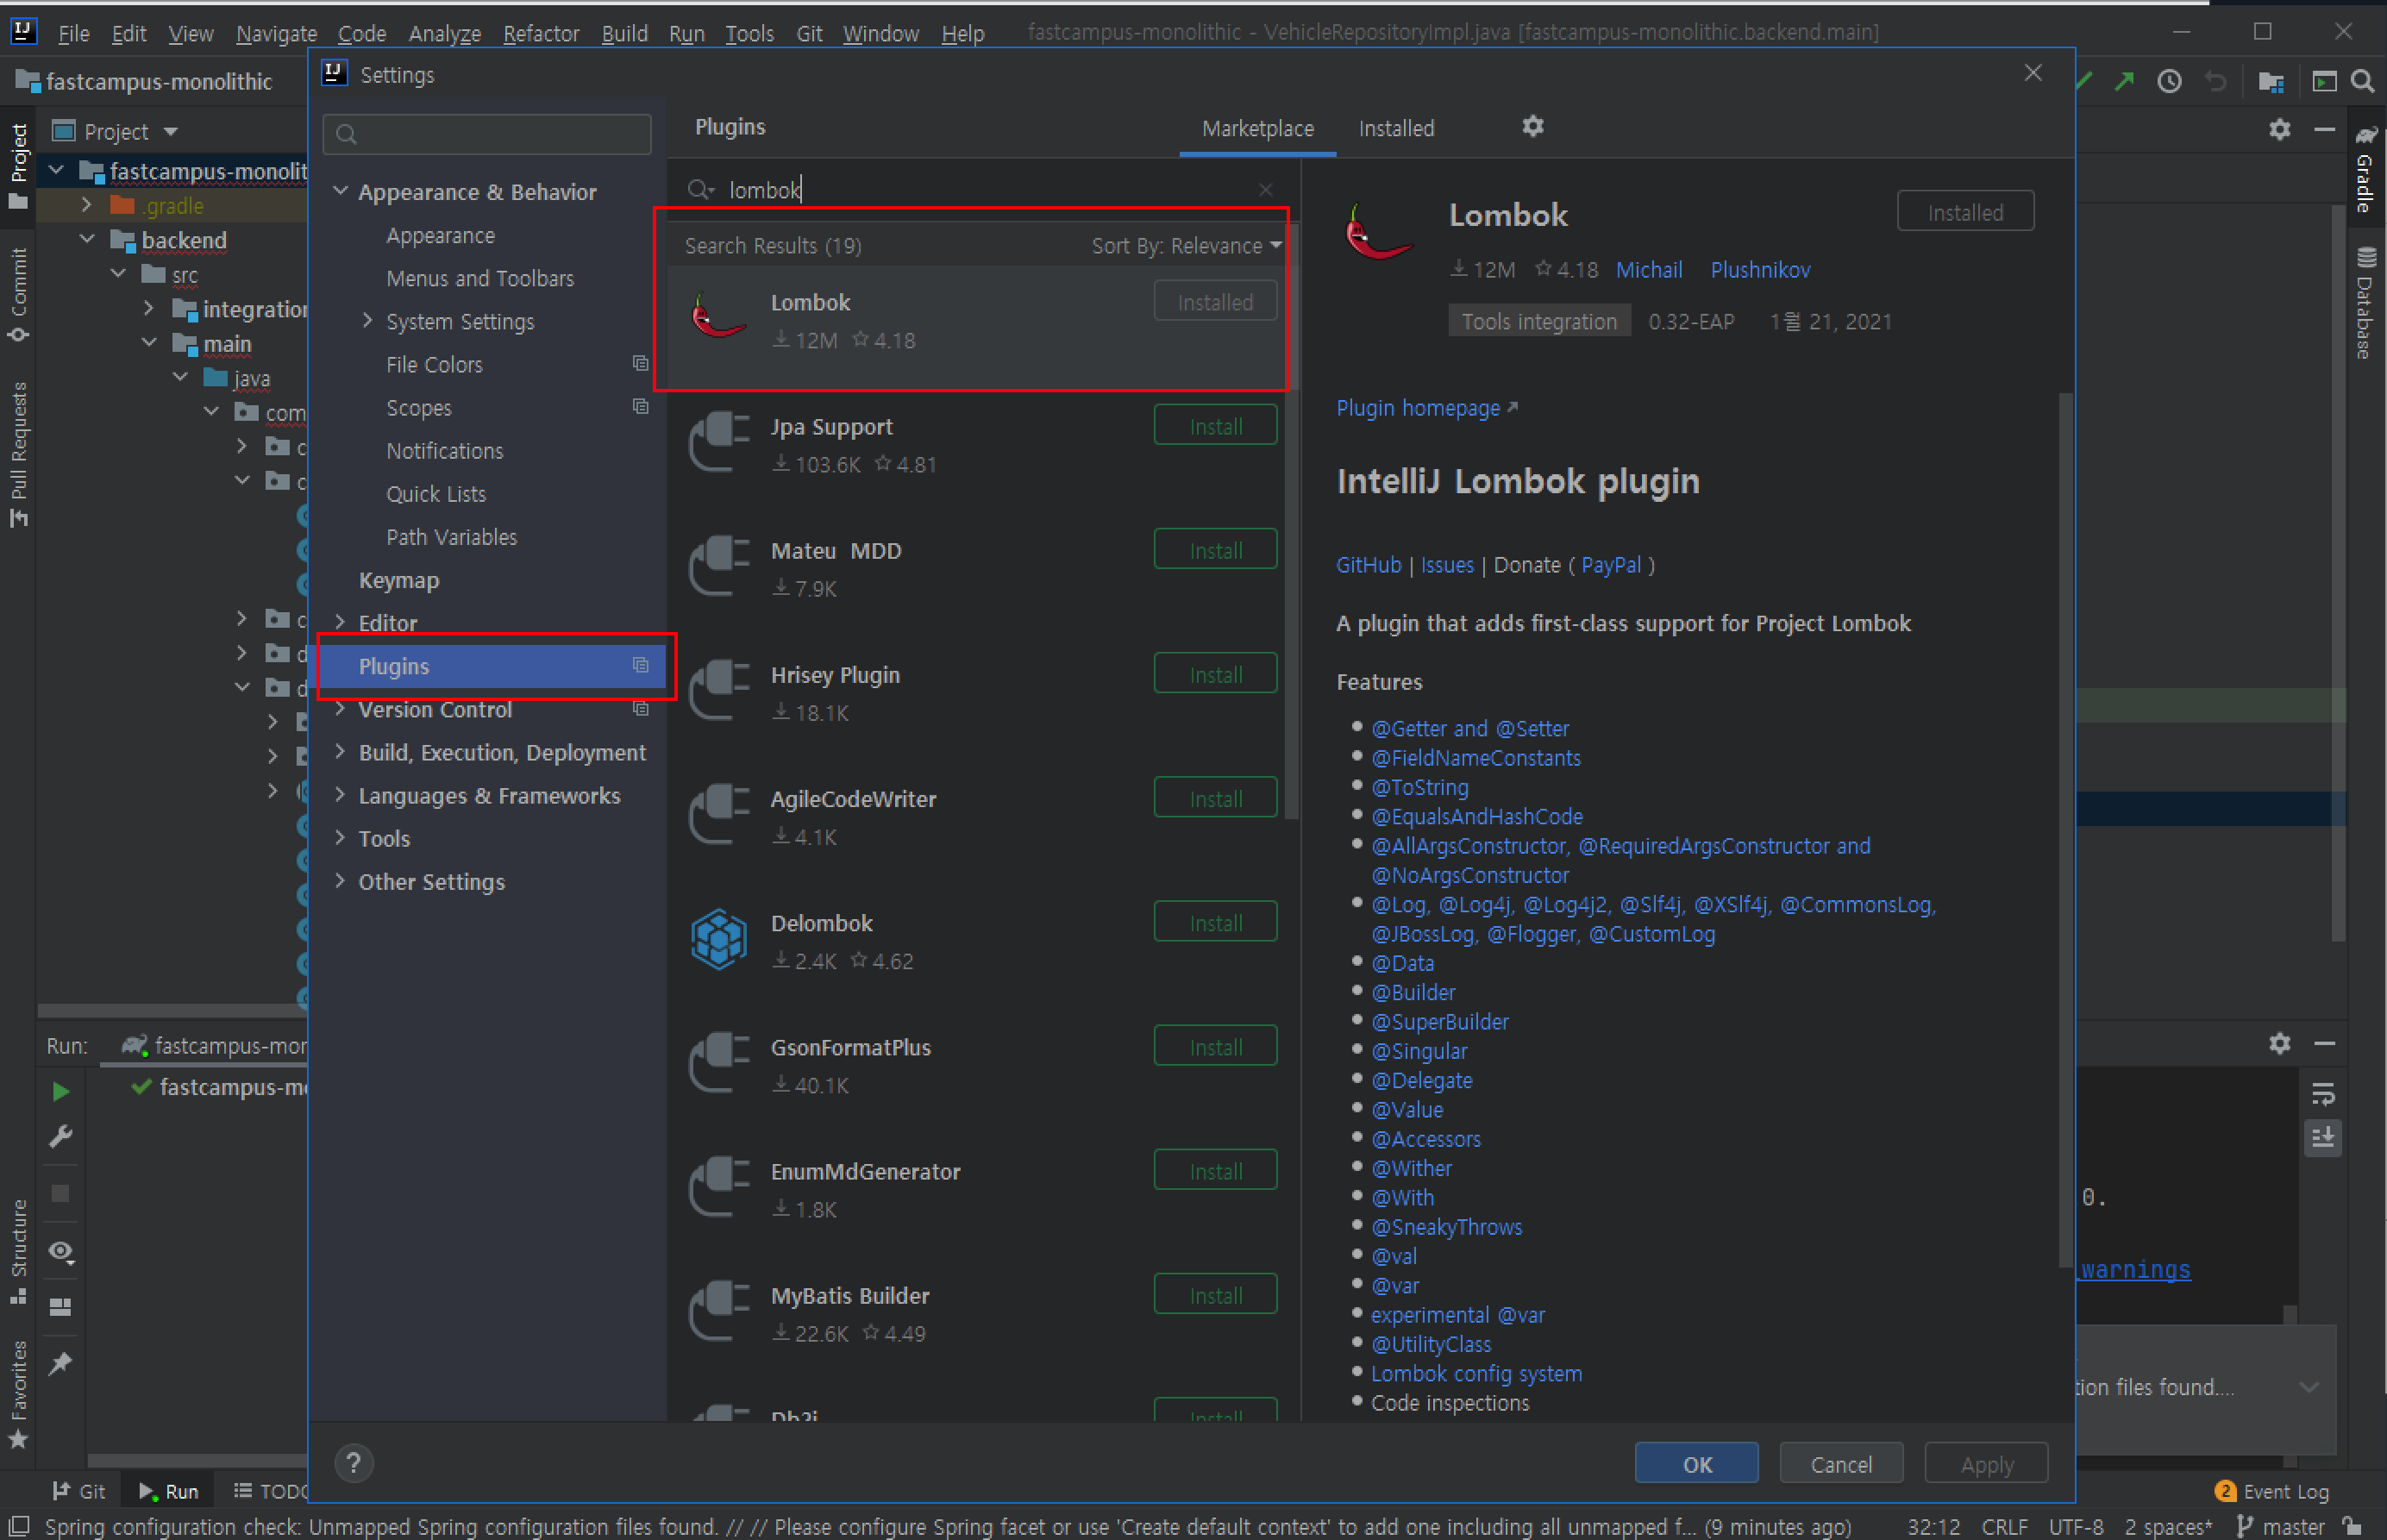 File Edit View Navigate Code Analyze Refactor Build Run Tools Git Window Help fastcampus-monolithic - VehicleRepositoryImpl.java [fastcampus-monolithic.backend.main]
fastcampus-monolithic
Project
fastcampus-monolit
.gradle
backend
src
integration
main
java
com
Project
Commit
Pull Requests
Structure
Favorites
Gradle
Database
Settings
Appearance & Behavior
Appearance
Menus and Toolbars
System Settings
File Colors
Scopes
Notifications
Quick Lists
Path Variables
Keymap
Editor
Plugins
Version Control
Build, Execution, Deployment
Languages & Frameworks
Tools
Other Settings
Plugins Marketplace Installed
lombok
Search Results (19) Sort By: Relevance
Lombok Installed
12M 4.18
Jpa Support Install
103.6K 4.81
Mateu MDD Install
7.9K
Hrisey Plugin Install
18.1K
AgileCodeWriter Install
4.1K
Delombok Install
2.4K 4.62
GsonFormatPlus Install
40.1K
EnumMdGenerator Install
1.8K
MyBatis Builder Install
22.6K 4.49
Install
Lombok Installed
12M 4.18 Michail Plushnikov
Tools integration 0.32-EAP 1월 21, 2021
Plugin homepage
IntelliJ Lombok plugin
GitHub | Issues | Donate ( PayPal )
A plugin that adds first-class support for Project Lombok
Features
@Getter and @Setter
@FieldNameConstants
@ToString
@EqualsAndHashCode
@AllArgsConstructor, @RequiredArgsConstructor and
@NoArgsConstructor
@Log, @Log4j, @Log4j2, @Slf4j, @XSlf4j, @CommonsLog,
@JBossLog, @Flogger, @CustomLog
@Data
@Builder
@SuperBuilder
@Singular
@Delegate
@Value
@Accessors
@Wither
@With
@SneakyThrows
@val
@var
experimental @var
@UtilityClass
Lombok config system
Code inspections
? OK Cancel Apply
Run: fastcampus-mon
fastcampus-mo
0.
_warnings
tion files found....
Git Run TODO 2 Event Log
Spring configuration check: Unmapped Spring configuration files found. // // Please configure Spring facet or use 'Create default context' to add one including all unmapped f... (9 minutes ago) 32:12 CRLF UTF-8 2 spaces* master